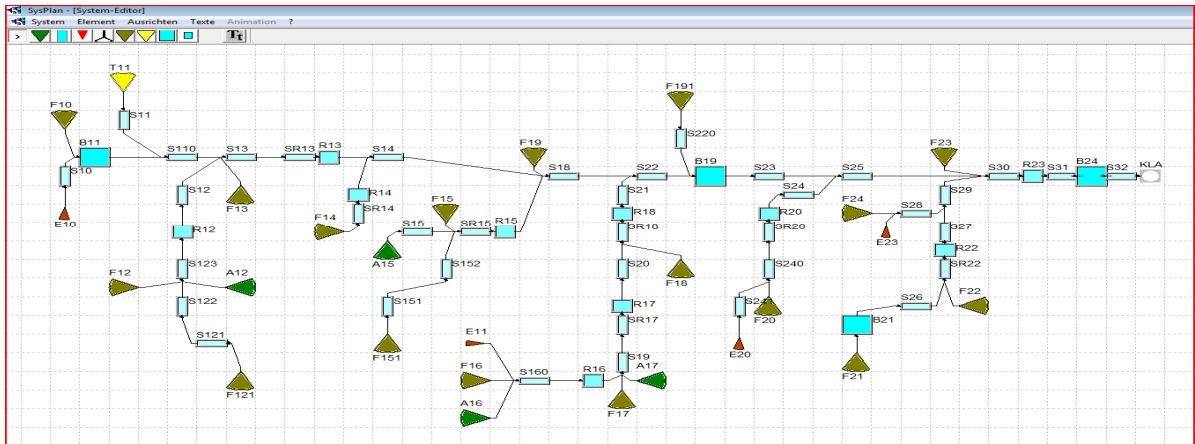 SysPlan - [System-Editor]
System Element Ausrichten Texte Animation ?
> Tt
T11
F10
S11
F191
B11
S10
S110
S13
SR13
R13
S14
F19
S18
S220
S22
B19
S23
S25
F23
S30
R23
S31
B24
S32
KLA
E10
S12
F13
R14
SR14
F14
F15
S15
SR15
R15
S21
R18
S24
R20
F24
S28
S29
E23
R12
A15
S152
F18
S20
S240
R22
SR22
F12
S123
A12
S122
S151
R17
SR17
F20
E20
S26
F22
B21
S121
F121
F151
E11
F16
S160
R16
S19
A17
A16
F17
F21